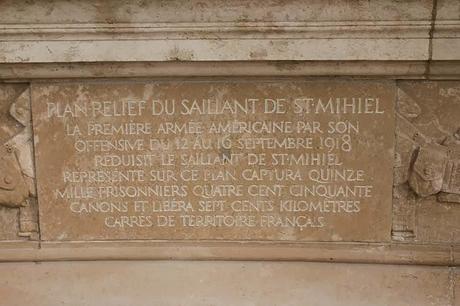 PLAN RELIEF DU SAILLANT DE ST·MIHIEL
LA PREMIÈRE ARMÉE AMÉRICAINE PAR SON
OFFENSIVE DU 12 AU 16 SEPTEMBRE 1918
RÉDUISIT LE SAILLANT DE ST·MIHIEL
REPRÉSENTÉ SUR CE PLAN CAPTURA QUINZE
MILLE PRISONNIERS QUATRE CENT CINQUANTE
CANONS ET LIBÉRA SEPT CENTS KILOMÈTRES
CARRÉS DE TERRITOIRE FRANÇAIS